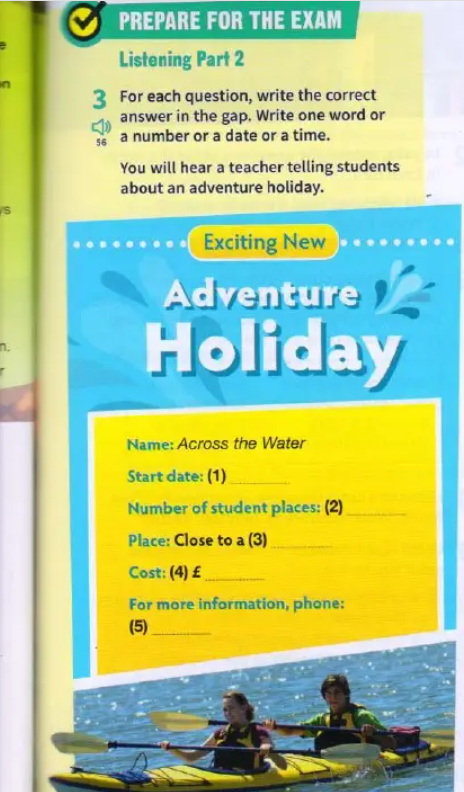 PREPARE FOR THE EXAM
Listening Part 2
3 For each question, write the correct
answer in the gap. Write one word or
56 a number or a date or a time.
You will hear a teacher telling students
about an adventure holiday.
Exciting New
Adventure
Holiday
Name: Across the Water
Start date: (1)
Number of student places: (2)
Place: Close to a (3)
Cost: (4) £
For more information, phone:
(5)